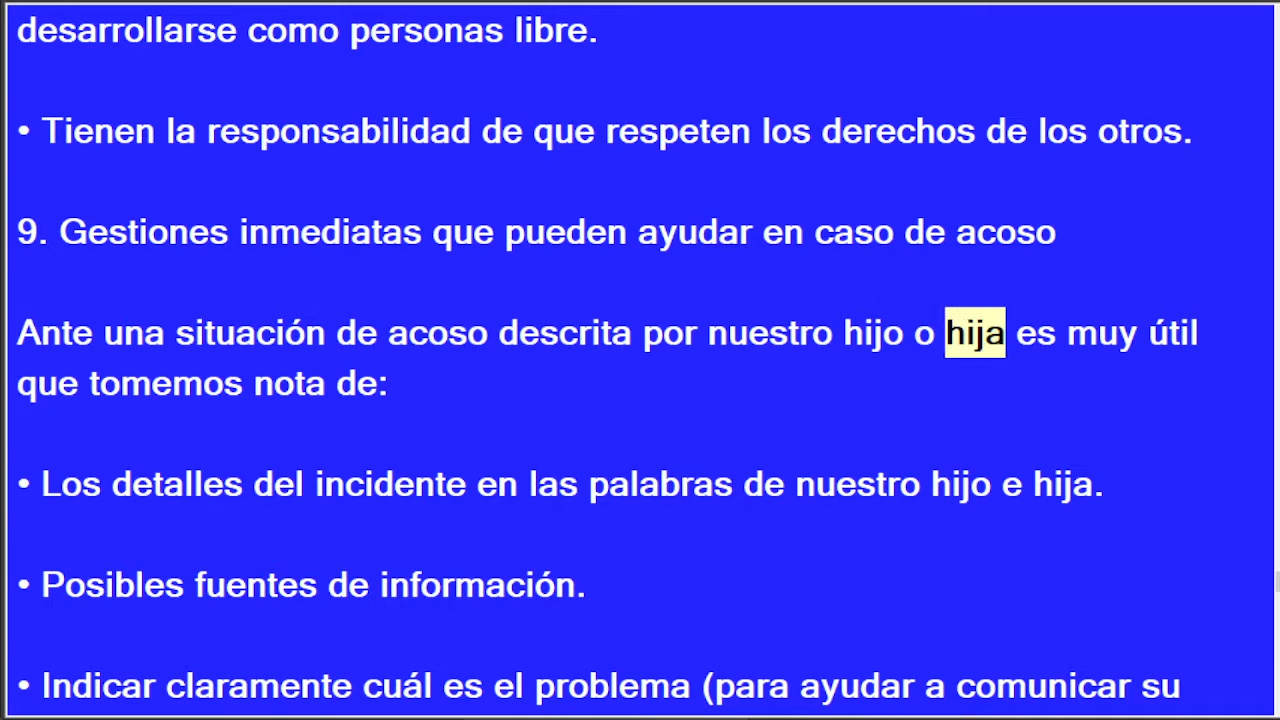 desarrollarse como personas libre.
• Tienen la responsabilidad de que respeten los derechos de los otros.
9. Gestiones inmediatas que pueden ayudar en caso de acoso
Ante una situación de acoso descrita por nuestro hijo o hija es muy útil
que tomemos nota de:
• Los detalles del incidente en las palabras de nuestro hijo e hija.
• Posibles fuentes de información.
• Indicar claramente cuál es el problema (para ayudar a comunicar su